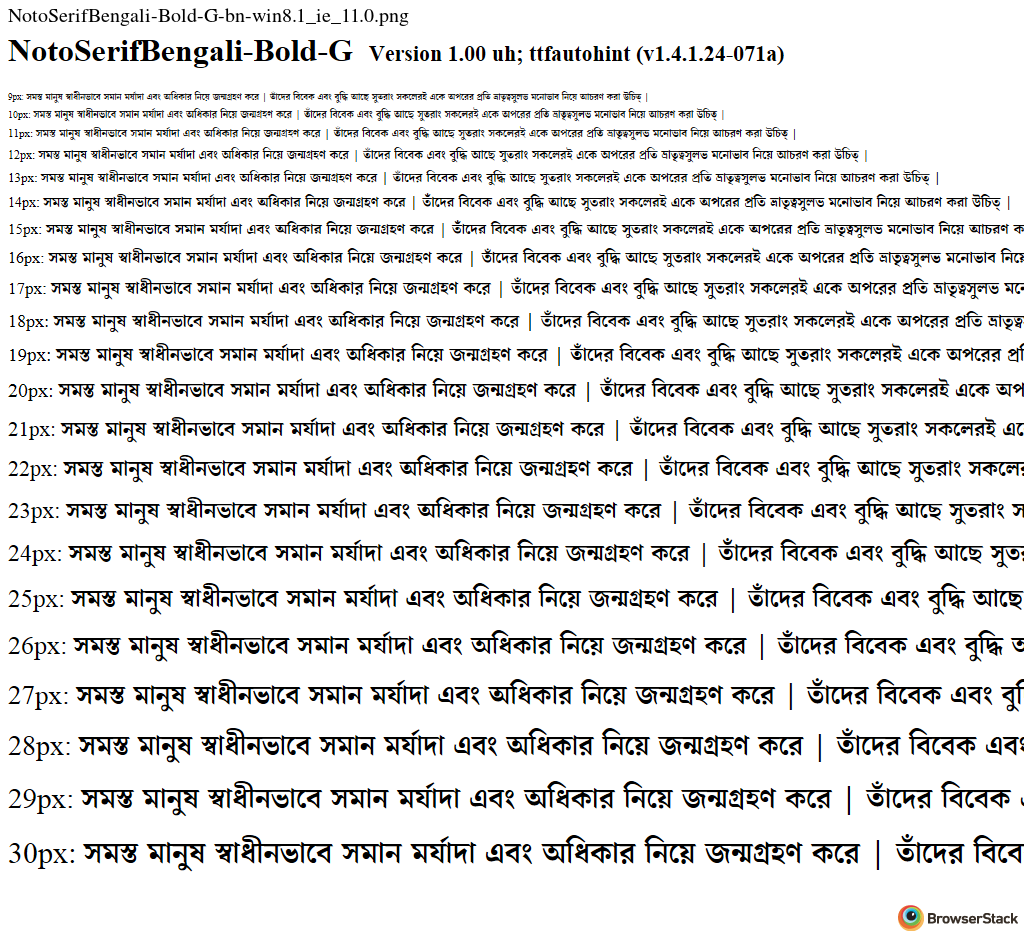 NotoSerifBengali-Bold-G-bn-win8.1_ie_11.0.png
NotoSerifBengali-Bold-G Version 1.00 uh; ttfautohint (v1.4.1.24-071a)
9px: সমস্ত মানুষ স্বাধীনভাবে সমান মর্যাদা এবং অধিকার নিয়ে জন্মগ্রহণ করে | তাঁদের বিবেক এবং বুদ্ধি আছে সুতরাং সকলেরই একে অপরের প্রতি ভ্রাতৃত্বসুলভ মনোভাব নিয়ে আচরণ করা উচিত্ |
10px: সমস্ত মানুষ স্বাধীনভাবে সমান মর্যাদা এবং অধিকার নিয়ে জন্মগ্রহণ করে | তাঁদের বিবেক এবং বুদ্ধি আছে সুতরাং সকলেরই একে অপরের প্রতি ভ্রাতৃত্বসুলভ মনোভাব নিয়ে আচরণ করা উচিত্ |
11px: সমস্ত মানুষ স্বাধীনভাবে সমান মর্যাদা এবং অধিকার নিয়ে জন্মগ্রহণ করে | তাঁদের বিবেক এবং বুদ্ধি আছে সুতরাং সকলেরই একে অপরের প্রতি ভ্রাতৃত্বসুলভ মনোভাব নিয়ে আচরণ করা উচিত্ |
12px: সমস্ত মানুষ স্বাধীনভাবে সমান মর্যাদা এবং অধিকার নিয়ে জন্মগ্রহণ করে | তাঁদের বিবেক এবং বুদ্ধি আছে সুতরাং সকলেরই একে অপরের প্রতি ভ্রাতৃত্বসুলভ মনোভাব নিয়ে আচরণ করা উচিত্ |
13px: সমস্ত মানুষ স্বাধীনভাবে সমান মর্যাদা এবং অধিকার নিয়ে জন্মগ্রহণ করে | তাঁদের বিবেক এবং বুদ্ধি আছে সুতরাং সকলেরই একে অপরের প্রতি ভ্রাতৃত্বসুলভ মনোভাব নিয়ে আচরণ করা উচিত্ |
14px: সমস্ত মানুষ স্বাধীনভাবে সমান মর্যাদা এবং অধিকার নিয়ে জন্মগ্রহণ করে | তাঁদের বিবেক এবং বুদ্ধি আছে সুতরাং সকলেরই একে অপরের প্রতি ভ্রাতৃত্বসুলভ মনোভাব নিয়ে আচরণ করা উচিত্ |
15px: সমস্ত মানুষ স্বাধীনভাবে সমান মর্যাদা এবং অধিকার নিয়ে জন্মগ্রহণ করে | তাঁদের বিবেক এবং বুদ্ধি আছে সুতরাং সকলেরই একে অপরের প্রতি ভ্রাতৃত্বসুলভ মনোভাব নিয়ে আচরণ ক
16px: সমস্ত মানুষ স্বাধীনভাবে সমান মর্যাদা এবং অধিকার নিয়ে জন্মগ্রহণ করে | তাঁদের বিবেক এবং বুদ্ধি আছে সুতরাং সকলেরই একে অপরের প্রতি ভ্রাতৃত্বসুলভ মনোভাব নিয়ে
17px: সমস্ত মানুষ স্বাধীনভাবে সমান মর্যাদা এবং অধিকার নিয়ে জন্মগ্রহণ করে | তাঁদের বিবেক এবং বুদ্ধি আছে সুতরাং সকলেরই একে অপরের প্রতি ভ্রাতৃত্বসুলভ মনে
18px: সমস্ত মানুষ স্বাধীনভাবে সমান মর্যাদা এবং অধিকার নিয়ে জন্মগ্রহণ করে | তাঁদের বিবেক এবং বুদ্ধি আছে সুতরাং সকলেরই একে অপরের প্রতি ভ্রাতৃত্ব
19px: সমস্ত মানুষ স্বাধীনভাবে সমান মর্যাদা এবং অধিকার নিয়ে জন্মগ্রহণ করে | তাঁদের বিবেক এবং বুদ্ধি আছে সুতরাং সকলেরই একে অপরের প্রি
20px: সমস্ত মানুষ স্বাধীনভাবে সমান মর্যাদা এবং অধিকার নিয়ে জন্মগ্রহণ করে | তাঁদের বিবেক এবং বুদ্ধি আছে সুতরাং সকলেরই একে অপ
21px: সমস্ত মানুষ স্বাধীনভাবে সমান মর্যাদা এবং অধিকার নিয়ে জন্মগ্রহণ করে | তাঁদের বিবেক এবং বুদ্ধি আছে সুতরাং সকলেরই একে
22px: সমস্ত মানুষ স্বাধীনভাবে সমান মর্যাদা এবং অধিকার নিয়ে জন্মগ্রহণ করে | তাঁদের বিবেক এবং বুদ্ধি আছে সুতরাং সকলের
23px: সমস্ত মানুষ স্বাধীনভাবে সমান মর্যাদা এবং অধিকার নিয়ে জন্মগ্রহণ করে | তাঁদের বিবেক এবং বুদ্ধি আছে সুতরাং স
24px: সমস্ত মানুষ স্বাধীনভাবে সমান মর্যাদা এবং অধিকার নিয়ে জন্মগ্রহণ করে | তাঁদের বিবেক এবং বুদ্ধি আছে সুত
25px: সমস্ত মানুষ স্বাধীনভাবে সমান মর্যাদা এবং অধিকার নিয়ে জন্মগ্রহণ করে | তাঁদের বিবেক এবং বুদ্ধি আছে
26px: সমস্ত মানুষ স্বাধীনভাবে সমান মর্যাদা এবং অধিকার নিয়ে জন্মগ্রহণ করে | তাঁদের বিবেক এবং বুদ্ধি
27px: সমস্ত মানুষ স্বাধীনভাবে সমান মর্যাদা এবং অধিকার নিয়ে জন্মগ্রহণ করে | তাঁদের বিবেক এবং বু
28px: সমস্ত মানুষ স্বাধীনভাবে সমান মর্যাদা এবং অধিকার নিয়ে জন্মগ্রহণ করে | তাঁদের বিবেক এবং
29px: সমস্ত মানুষ স্বাধীনভাবে সমান মর্যাদা এবং অধিকার নিয়ে জন্মগ্রহণ করে | তাঁদের বিবেক
30px: সমস্ত মানুষ স্বাধীনভাবে সমান মর্যাদা এবং অধিকার নিয়ে জন্মগ্রহণ করে | তাঁদের বিবে
BrowserStack